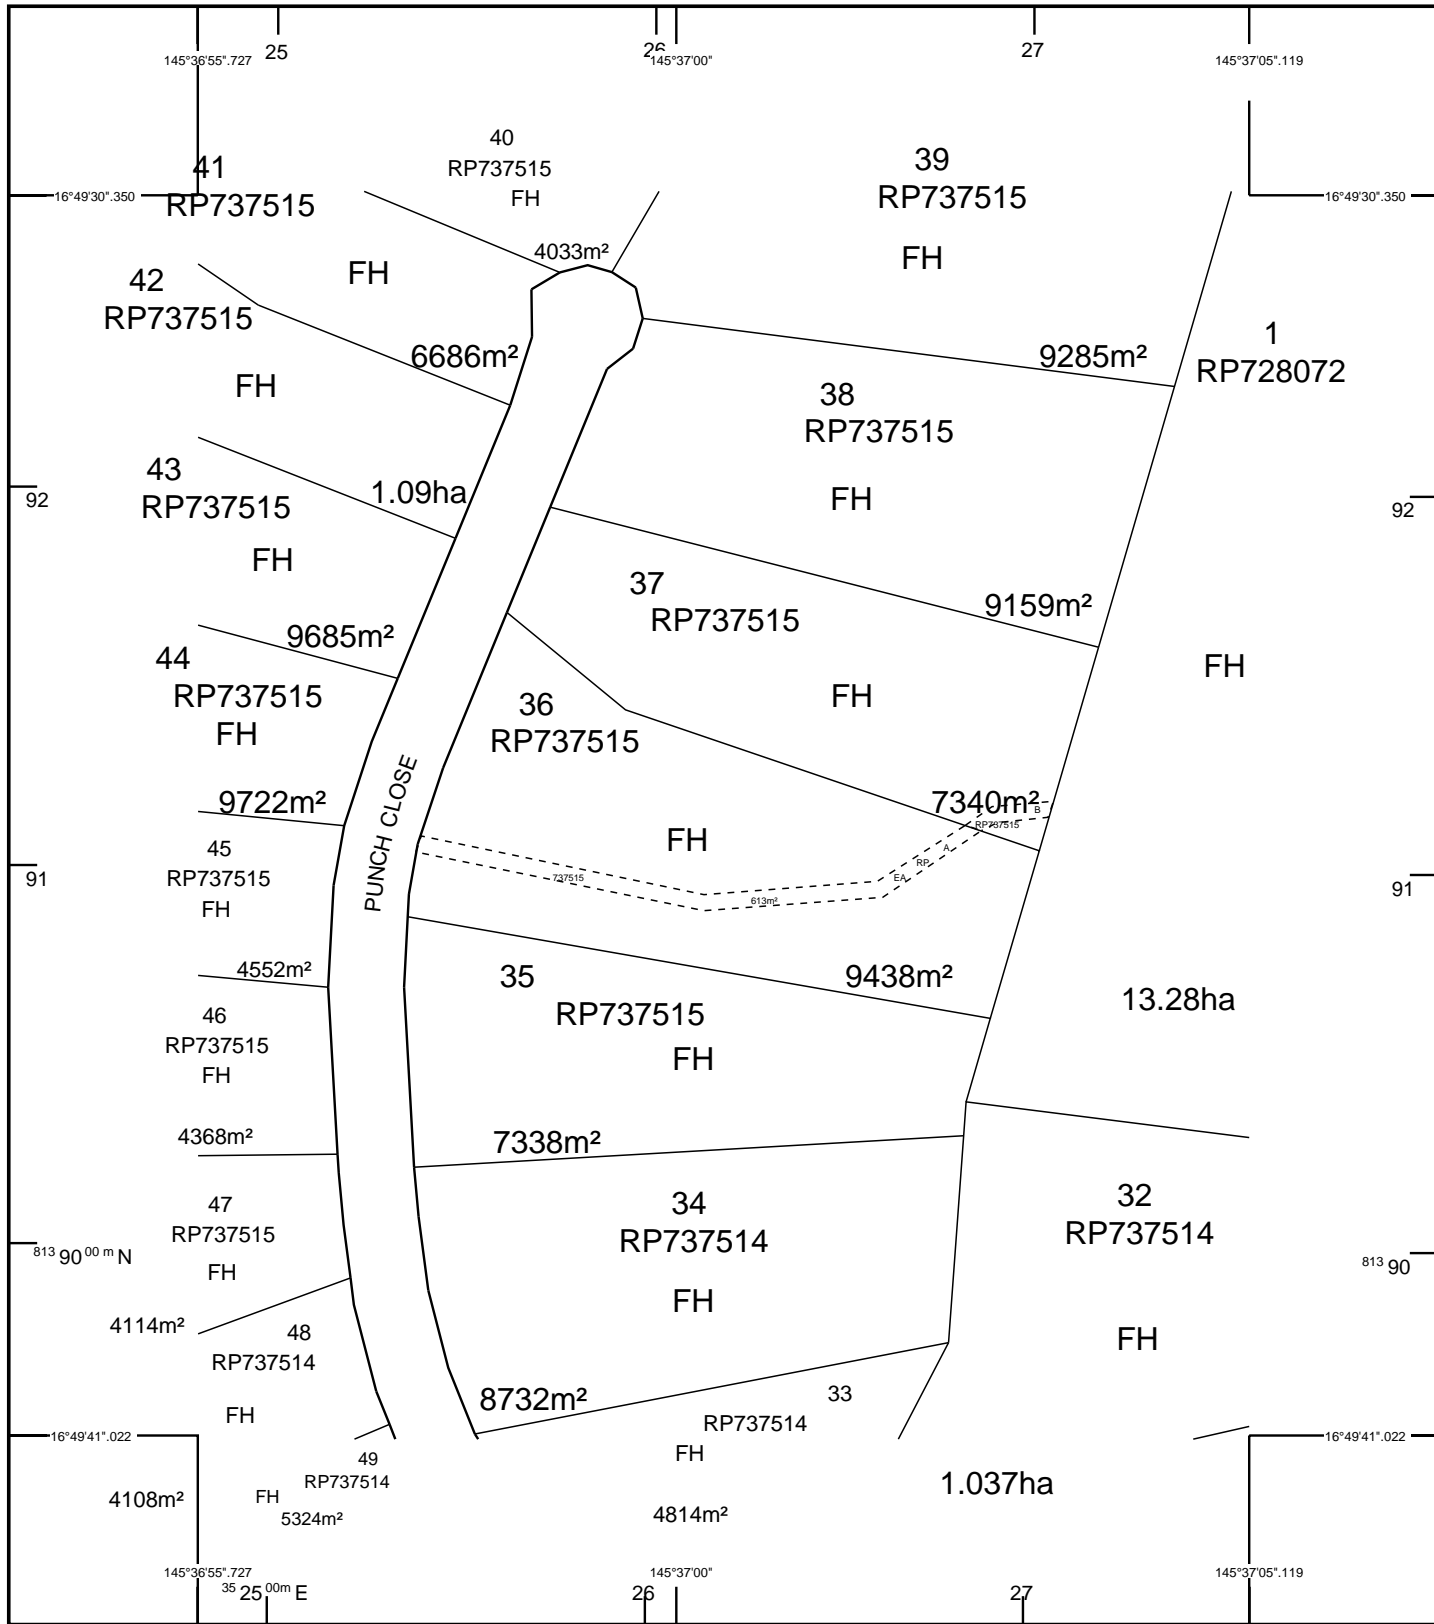 25
26
27
145°36'55".727
145°37'00"
145°37'05".119
40
RP737515
FH
4033m²
41
RP737515
FH
6686m²
39
RP737515
FH
9285m²
16°49'30".350
16°49'30".350
42
RP737515
FH
1.09ha
1
RP728072
FH
13.28ha
38
RP737515
FH
9159m²
43
RP737515
FH
9685m²
92
92
37
RP737515
FH
7340m²
44
RP737515
FH
9722m²
36
RP737515
FH
9438m²
PUNCH CLOSE
B
RP737515
A
RP
EA
737515
613m²
45
RP737515
FH
4552m²
91
91
35
RP737515
FH
7338m²
46
RP737515
FH
4368m²
47
RP737515
FH
4114m²
34
RP737514
FH
8732m²
32
RP737514
FH
1.037ha
813 90 00 m N
813 90
48
RP737514
FH
4108m²
33
RP737514
FH
4814m²
16°49'41".022
16°49'41".022
49
RP737514
FH
5324m²
145°36'55".727
145°37'00"
145°37'05".119
35 25 00m E
26
27